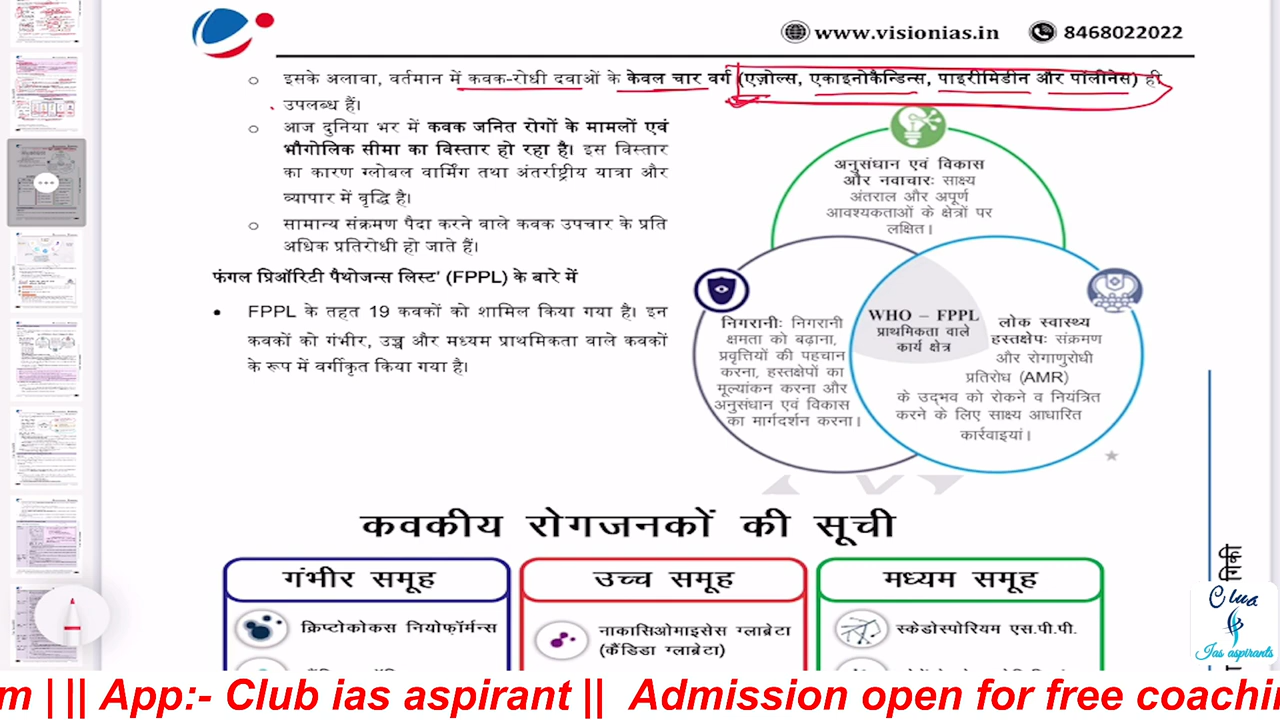 www.visionias.in 8468022022
○ इसके अलावा, वर्तमान में दवाओं के केवल चार वर्ग (एज़ोल्स, एकाइनोकैन्डिन्स, पाइरीमिडीन और पॉलीनेस) ही
उपलब्ध हैं।
○ आज दुनिया भर में कवक जनित रोगों के मामलों एवं
भौगोलिक सीमा का विस्तार हो रहा है। इस विस्तार
का कारण ग्लोबल वार्मिंग तथा अंतर्राष्ट्रीय यात्रा और
व्यापार में वृद्धि है।
○ सामान्य संक्रमण पैदा करने वाले कवक उपचार के प्रति
अधिक प्रतिरोधी हो जाते हैं।
फंगल प्रिऑरिटी पैथोजन्स लिस्ट' (FPPL) के बारे में
• FPPL के तहत 19 कवकों को शामिल किया गया है। इन
कवकों को गंभीर, उच्च और मध्यम प्राथमिकता वाले कवकों
के रूप में वर्गीकृत किया गया है।
अनुसंधान एवं विकास
और नवाचार: साक्ष्य
अंतराल और अपूर्ण
आवश्यकताओं के क्षेत्रों पर
लक्षित।
WHO – FPPL
प्राथमिकता वाले
कार्य क्षेत्र
निगरानी: निगरानी
क्षमता को बढ़ाना,
प्रवृत्तियों की पहचान
करना, हस्तक्षेपों का
मूल्यांकन करना और
अनुसंधान एवं विकास
का मार्गदर्शन करना।
लोक स्वास्थ्य
हस्तक्षेप: संक्रमण
और रोगाणुरोधी
प्रतिरोध (AMR)
के उद्भव को रोकने व नियंत्रित
करने के लिए साक्ष्य आधारित
कार्रवाइयां।
कवकीय रोगजनकों की सूची
गंभीर समूह
उच्च समूह
मध्यम समूह
क्रिप्टोकोकस नियोफॉर्मन्स
नाकासिओमाइसेस ग्लाब्रेटा
(कैंडिडा ग्लाब्रेटा)
स्केडोस्पोरियम एस.पी.पी.
Club
Ias aspirants
m | || App:- Club ias aspirant || Admission open for free coachin